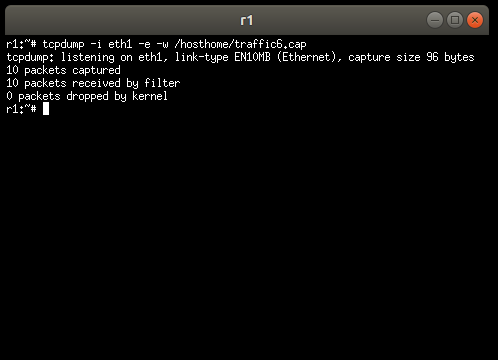 r1
r1:~# tcpdump -i eth1 -e -w /hosthome/traffic6.cap
tcpdump: listening on eth1, link-type EN10MB (Ethernet), capture size 96 bytes
10 packets captured
10 packets received by filter
0 packets dropped by kernel
r1:~#